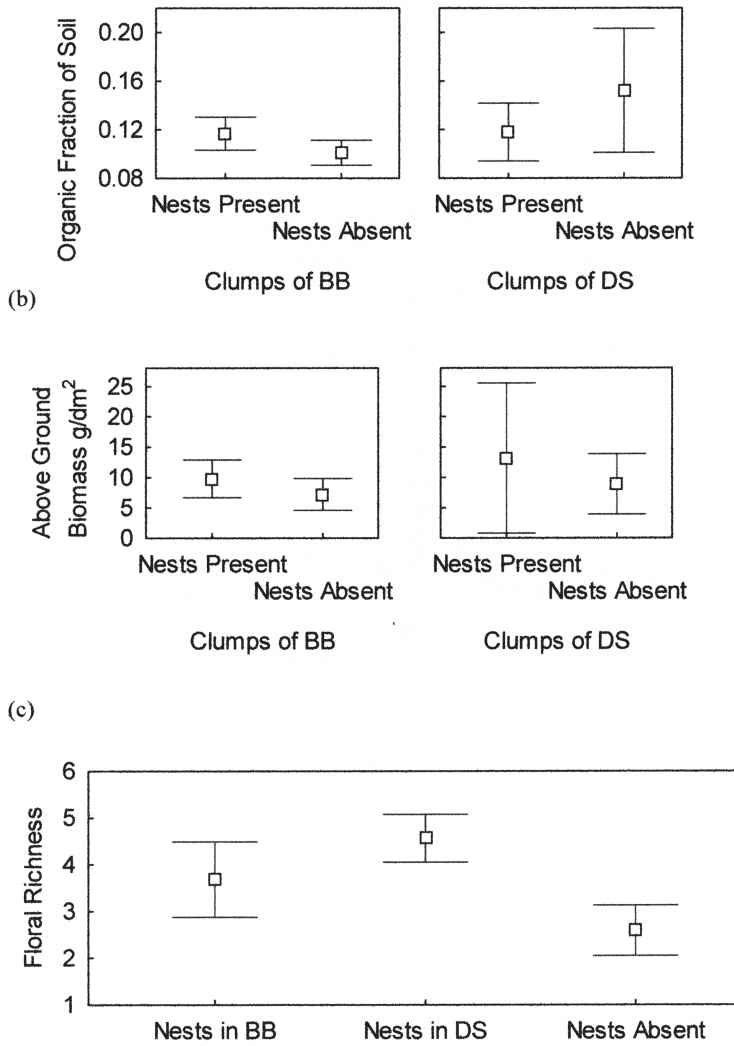 Organic Fraction of Soil
0.20
0.16
0.12
0.08
Nests Present
Nests Absent
Clumps of BB
Nests Present
Nests Absent
Clumps of DS
(b)
Above Ground
Biomass g/dm²
25
20
15
10
5
0
Nests Present
Nests Absent
Clumps of BB
Nests Present
Nests Absent
Clumps of DS
(c)
Floral Richness
6
5
4
3
2
1
Nests in BB
Nests in DS
Nests Absent